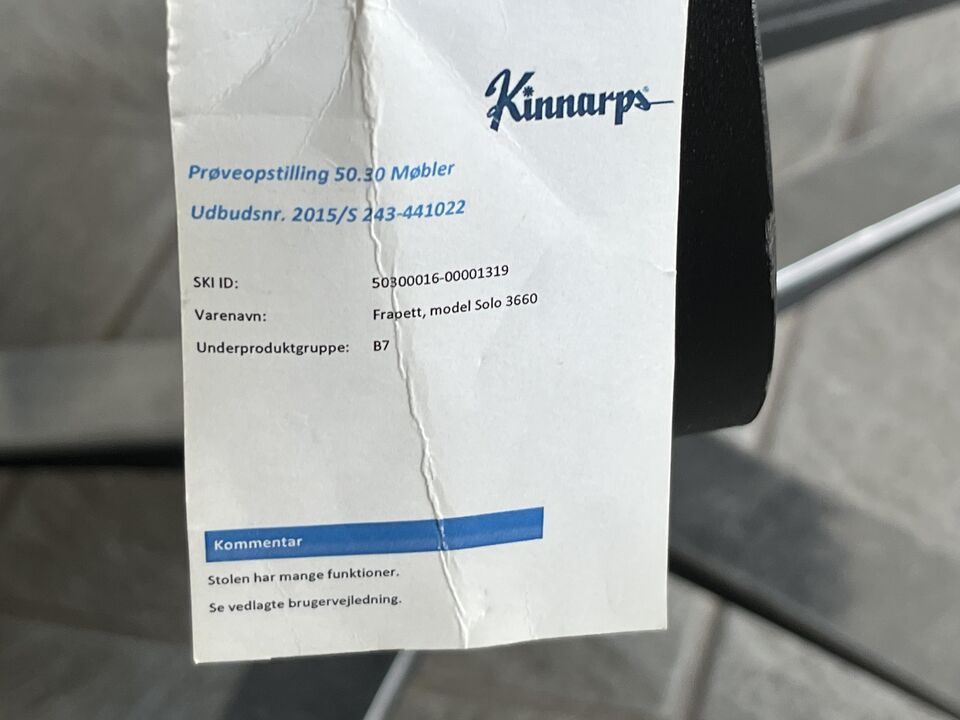 Kinnarps
Prøveopstilling 50.30 Møbler
Udbudsnr. 2015/S 243-441022
SKI ID: 50300016-00001319
Varenavn: Frapett, model Solo 3660
Underproduktgruppe: B7
Kommentar
Stolen har mange funktioner.
Se vedlagte brugervejledning.